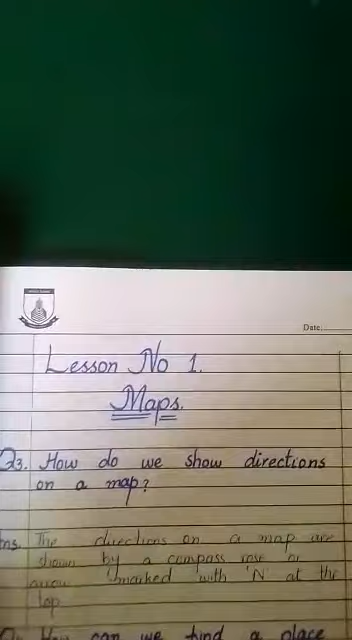 Date:
Lesson No 1.
Maps.
Q3. How do we show directions
on a map?
Ans. The directions on a map are
shown by a compass rose or
arrow marked with 'N' at the
top.
How can we find a place